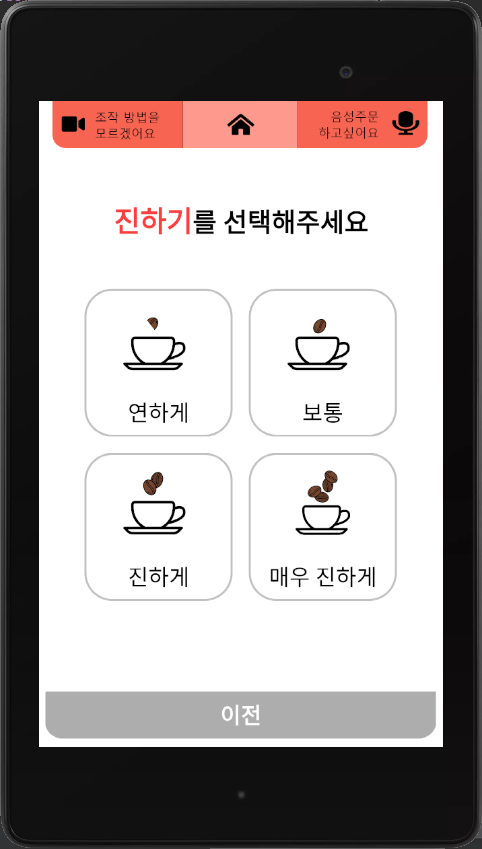 조작 방법을
모르겠어요
음성주문
하고싶어요
진하기를 선택해주세요
연하게
보통
진하게
매우 진하게
이전